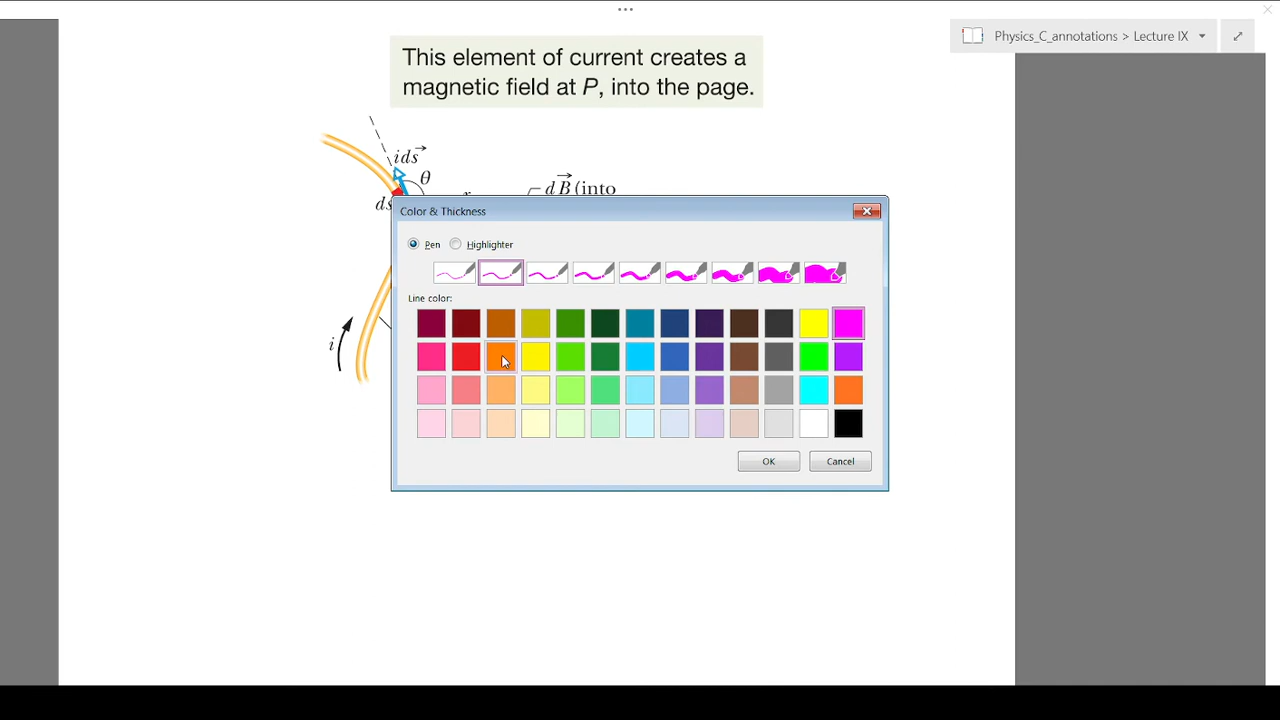 Physics_C_annotations > Lecture IX
This element of current creates a
magnetic field at P, into the page.
ids
θ
dB (into
ds
Color & Thickness
Pen Highlighter
Line color:
i
OK Cancel